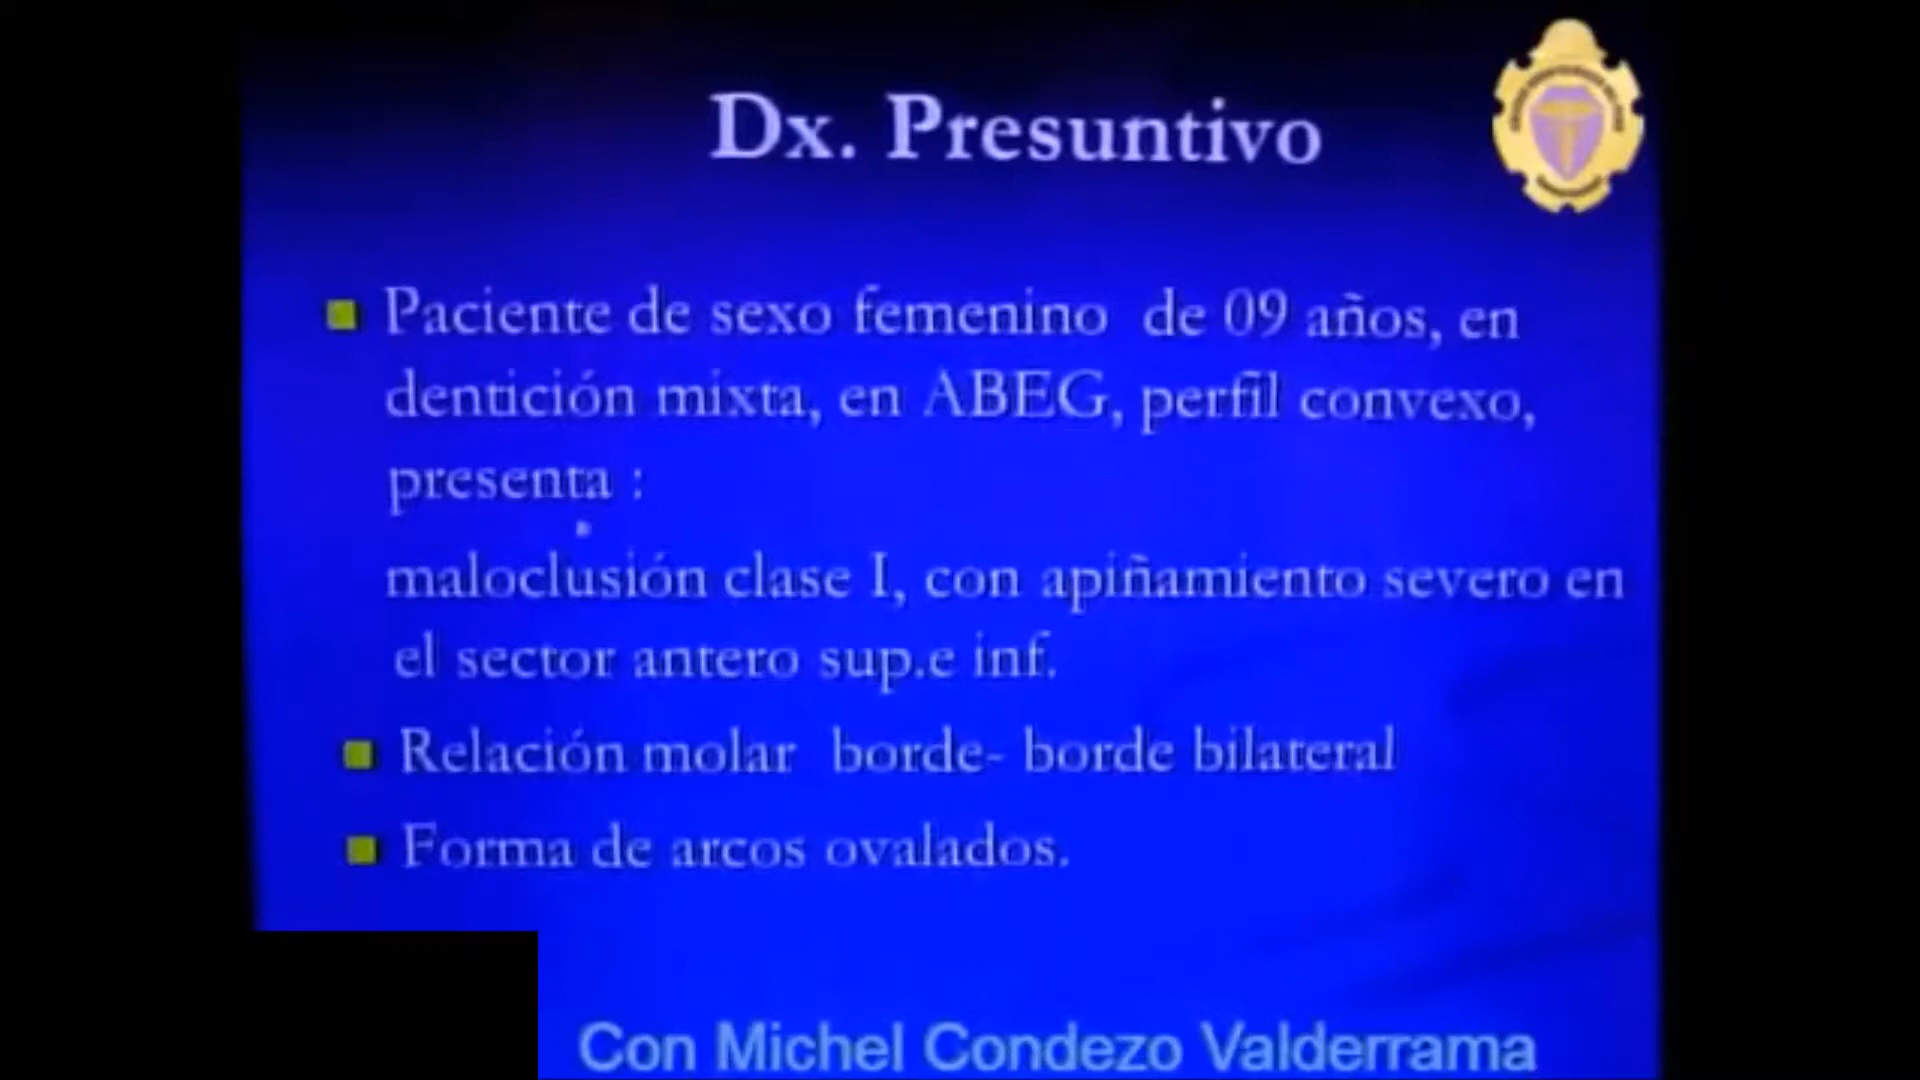 Dx. Presuntivo
Paciente de sexo femenino de 09 años, en
dentición mixta, en ABEG, perfil convexo,
presenta :
maloclusión clase I, con apiñamiento severo en
el sector antero sup.e inf.
Relación molar borde- borde bilateral
Forma de arcos ovalados.
Con Michel Condezo Valderrama